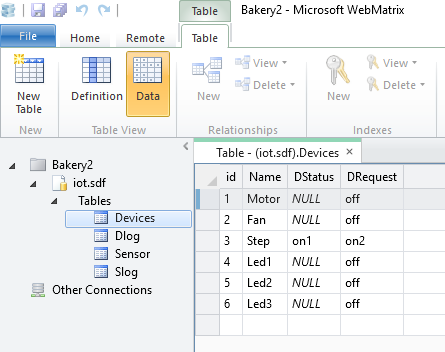 Table
Bakery2 - Microsoft WebMatrix
File Home Remote Table
New Table
Definition
Data
New
View
Delete
New
View
Delete
New
Table View
Relationships
Indexes
Bakery2
iot.sdf
Tables
Devices
Dlog
Sensor
Slog
Other Connections
Table - (iot.sdf).Devices ×
id Name DStatus DRequest
1 Motor NULL off
2 Fan NULL off
3 Step on1 on2
4 Led1 NULL off
5 Led2 NULL off
6 Led3 NULL off